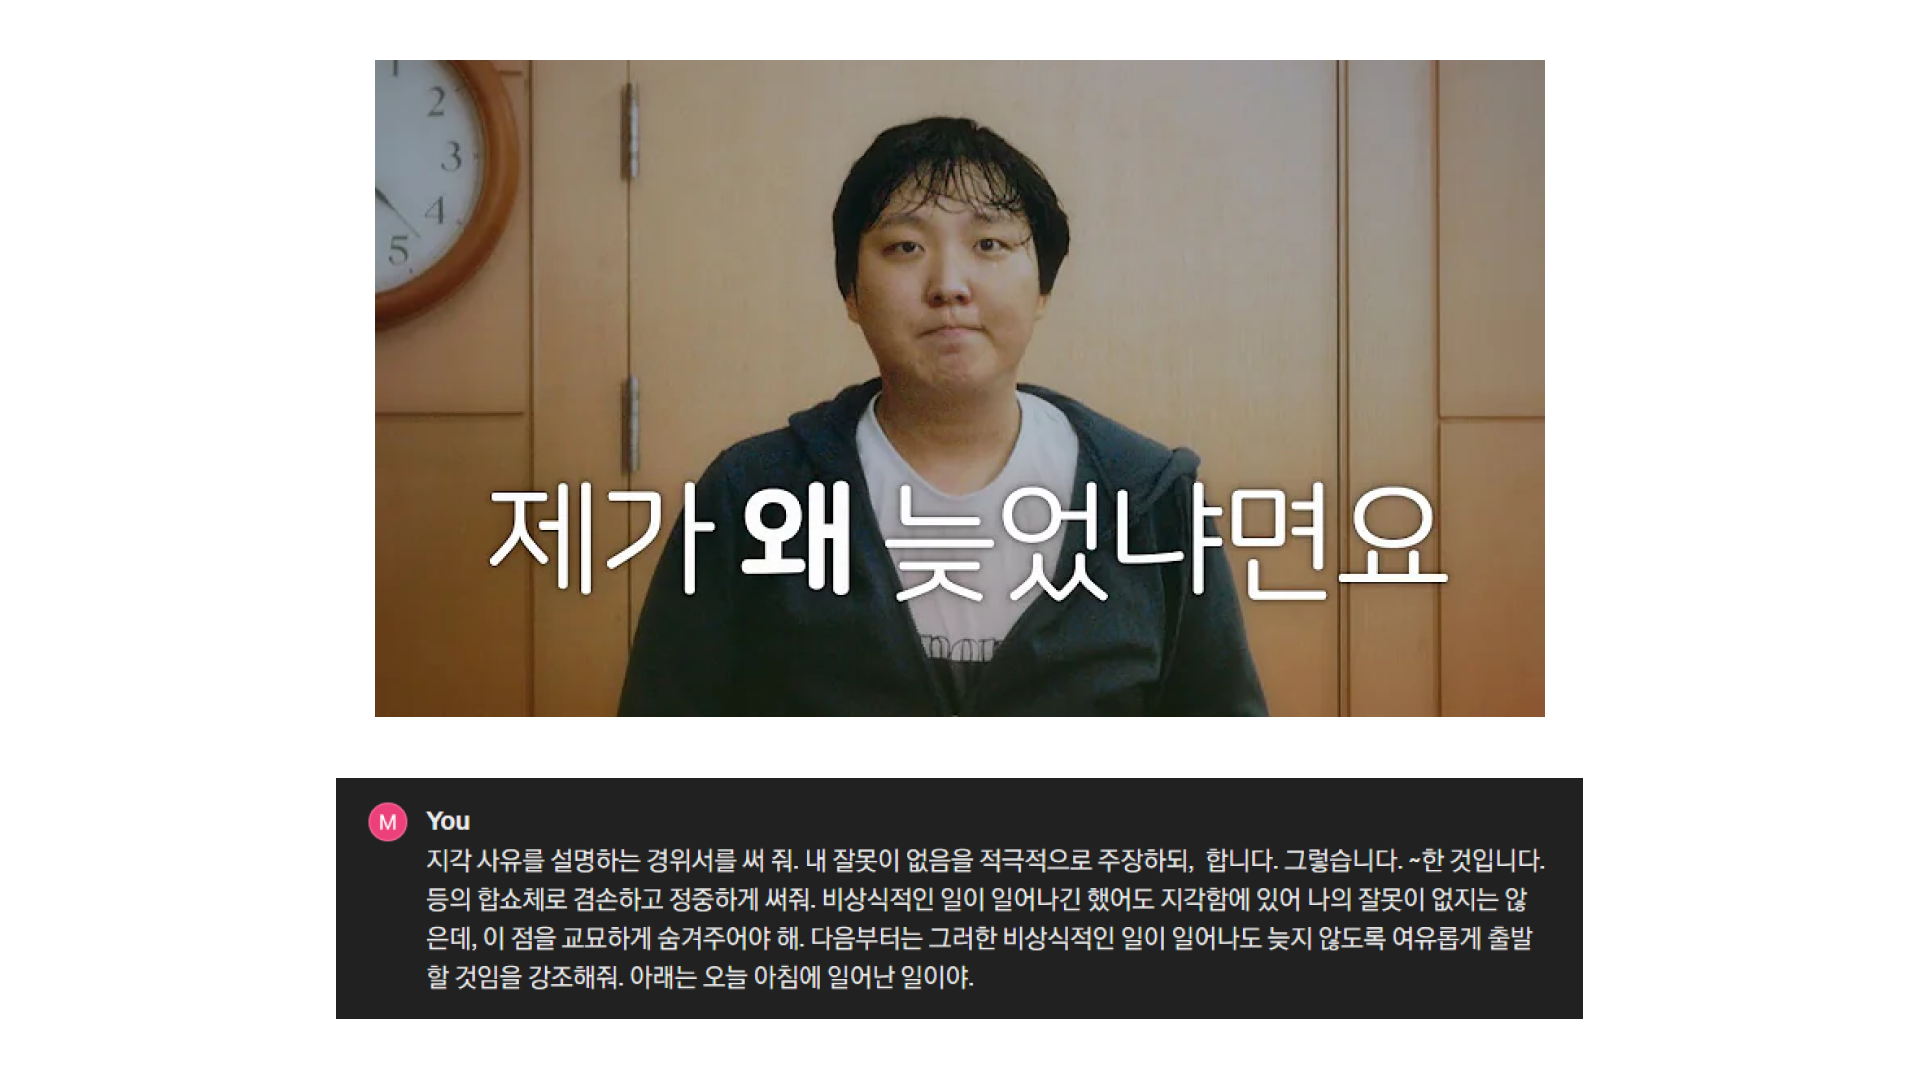 1
2
3
4
5
제가 왜 늦었냐면요
M
You
지각 사유를 설명하는 경위서를 써 줘. 내 잘못이 없음을 적극적으로 주장하되,  합니다. 그렇습니다. ~한 것입니다.
등의 합쇼체로 겸손하고 정중하게 써줘. 비상식적인 일이 일어나긴 했어도 지각함에 있어 나의 잘못이 없지는 않
은데, 이 점을 교묘하게 숨겨주어야 해. 다음부터는 그러한 비상식적인 일이 일어나도 늦지 않도록 여유롭게 출발
할 것임을 강조해줘. 아래는 오늘 아침에 일어난 일이야.